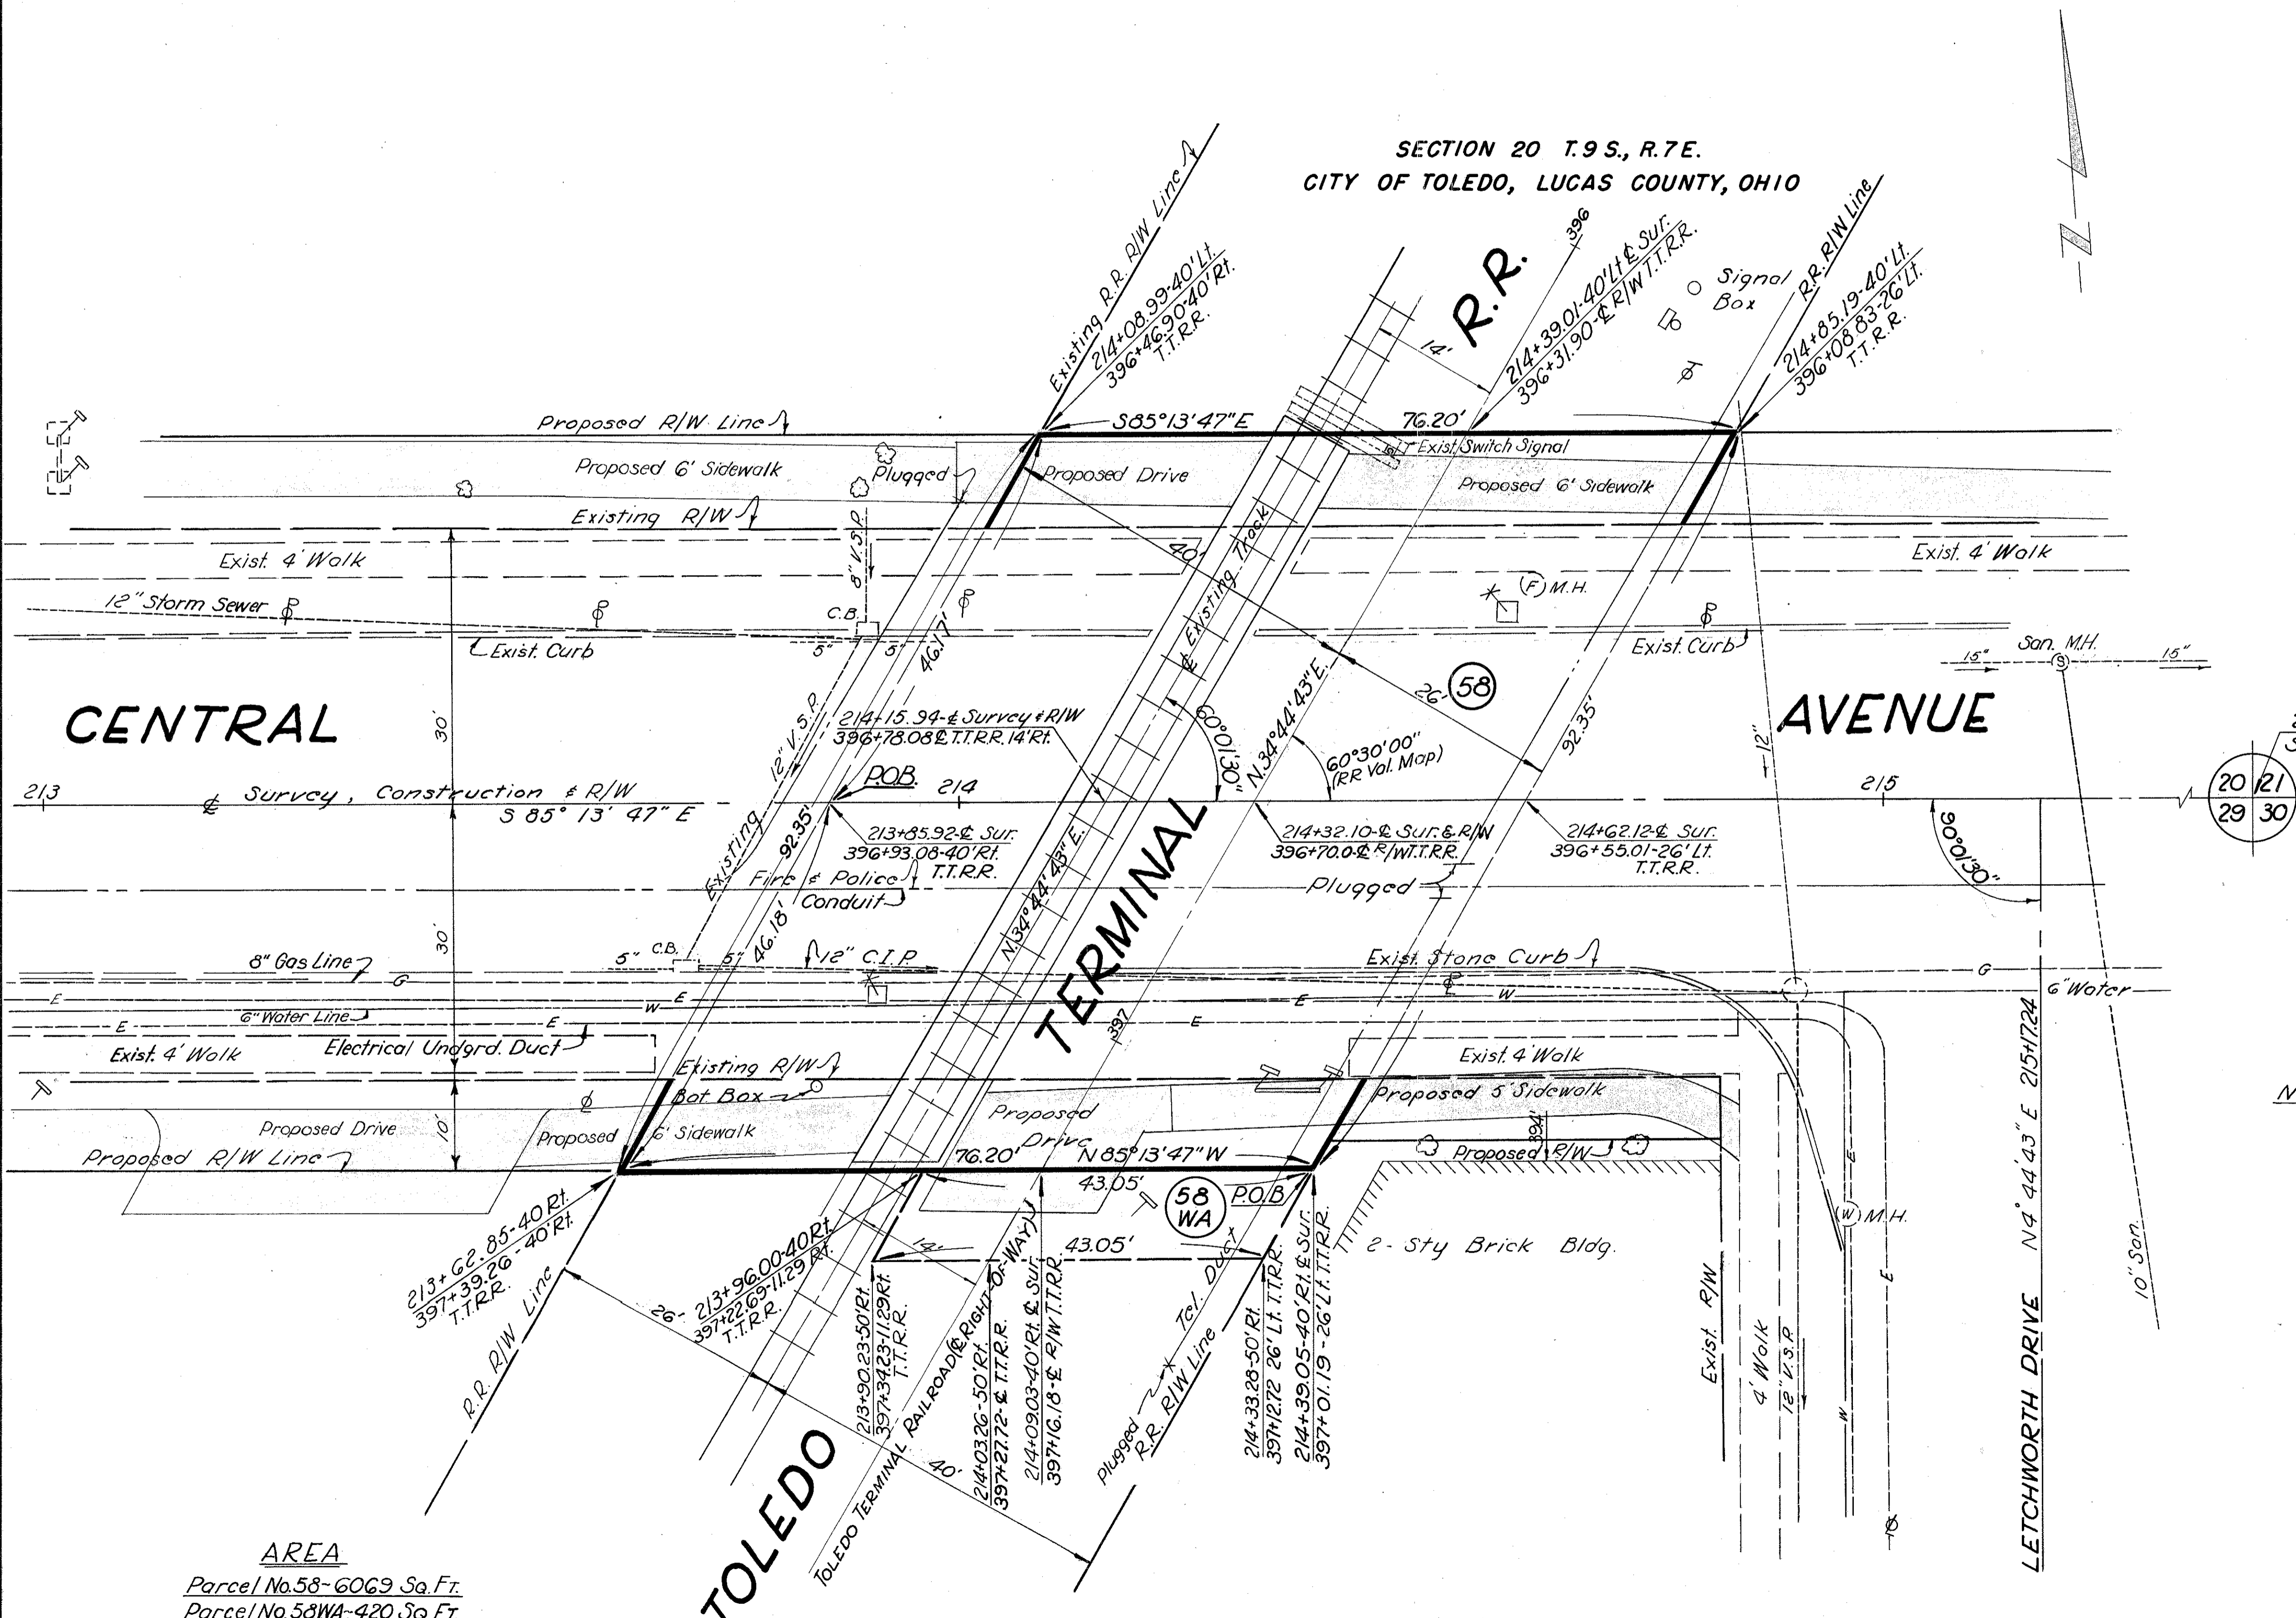 SECTION 20 T.9 S., R.7 E.
CITY OF TOLEDO, LUCAS COUNTY, OHIO
N
Existing R.R. R/W Line
214+08.99-40' Lt.
396+46.90-40' Rt.
T.T.R.R.
R.R.
396
214+39.01-40' Lt ℄ Sur.
396+31.90-℄ R/W T.T.R.R.
Signal
Box
R.R. R/W Line
214+85.19-40' Lt.
396+08.83-26' Lt.
T.T.R.R.
14'
Proposed R/W Line
S 85° 13' 47" E
76.20'
Exist. Switch Signal
Proposed 6' Sidewalk
Plugged
Proposed Drive
Proposed 6' Sidewalk
Existing R/W
Exist. 4' Walk
8" V.S.P.
40'
℄ Existing Track
Exist. 4' Walk
12" Storm Sewer
C.B.
(F) M.H.
Exist. Curb
5"
5"
46.17'
Exist. Curb
San. M.H.
15"
S
15"
CENTRAL
30'
12" V.S.P.
Existing
214+15.94-℄ Survey & R/W
396+78.08 ℄ T.T.R.R. 14' Rt.
60°01'30"
N. 34° 44' 43" E.
60°30'00"
(RR Val. Map)
26'
58
92.35'
12"
AVENUE
213
℄ Survey, Construction & R/W
S 85° 13' 47" E
P.O.B.
214
215
20 21
29 30
92.35'
213+85.92-℄ Sur.
396+93.08-40' Rt.
T.T.R.R.
214+32.10-℄ Sur. & R/W
396+70.0-℄ R/W T.T.R.R.
214+62.12-℄ Sur.
396+55.01-26' Lt.
T.T.R.R.
90°01'30"
Fire & Police
Conduit
Plugged
30'
46.18'
N. 34° 44' 43" E.
TERMINAL
8" Gas Line
5"
C.B.
5"
12" C.I.P.
Exist. Stone Curb
G
G
E
E
W
E
W
6" Water
6" Water Line
E
E
E
397
Exist. 4' Walk
Electrical Undgrd. Duct
Exist. 4' Walk
Existing R/W
Bat Box
10'
Proposed Drive
Proposed
6' Sidewalk
Proposed
Drive
Proposed 5' Sidewalk
39.4'
Proposed R/W
Proposed R/W Line
76.20'
N 85° 13' 47" W
43.05'
58
WA
P.O.B.
(W) M.H.
E
E
W
213+62.85-40 Rt.
397+39.26-40' Rt.
T.T.R.R.
R.R. R/W Line
26'
213+96.00-40 Rt.
397+22.69-11.29 Rt.
T.T.R.R.
14'
43.05'
213+90.23-50' Rt.
397+34.23-11.29 Rt.
T.T.R.R.
40'
214+03.26-50' Rt.
397+27.72-℄ T.T.R.R.
214+09.03-40' Rt. ℄ Sur.
397+16.18-℄ R/W T.T.R.R.
Plugged
Tel. Duct
R.R. R/W Line
214+33.28-50' Rt.
397+12.72 26' Lt. T.T.R.R.
214+39.05-40' Rt. ℄ Sur.
397+01.19-26' Lt. T.T.R.R.
2-Sty Brick Bldg.
Exist. R/W
4' Walk
12" V.S.P.
LETCHWORTH DRIVE N 4° 44' 43" E 215+17.24
10" San.
TOLEDO
TOLEDO TERMINAL RAILROAD (℄ RIGHT-OF-WAY)
AREA
Parcel No. 58~6069 Sq. Ft.
Parcel No. 58WA~420 Sq. Ft.